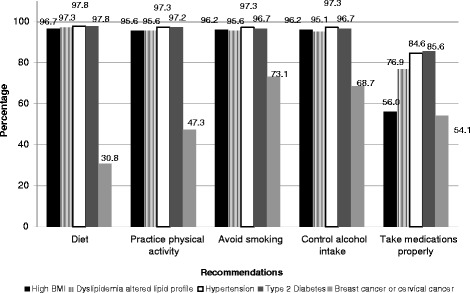 Percentage
100
80
60
40
20
0
96.7
97.3
97.8
97.8
30.8
95.6
95.6
97.3
97.2
47.3
96.2
95.6
97.3
96.7
73.1
96.2
95.1
97.3
96.7
68.7
56.0
76.9
84.6
85.6
54.1
Diet
Practice physical
activity
Avoid smoking
Control alcohol
intake
Take medications
properly
Recommendations
High BMI Dyslipidemia altered lipid profile Hypertension Type 2 Diabetes Breast cancer or cervical cancer